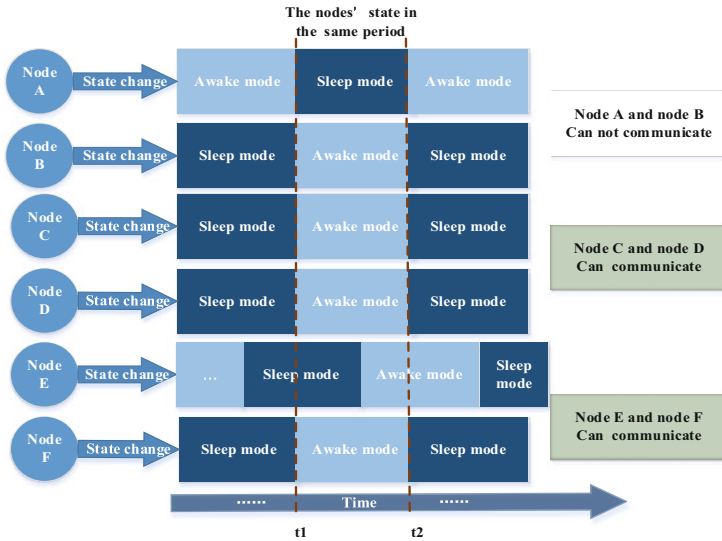 The nodes' state in
the same period
Node
A
State change
Awake mode
Sleep mode
Awake mode
Node A and node B
Can not communicate
Node
B
State change
Sleep mode
Awake mode
Sleep mode
Node
C
State change
Sleep mode
Awake mode
Sleep mode
Node C and node D
Can communicate
Node
D
State change
Sleep mode
Awake mode
Sleep mode
Node
E
State change
...
Sleep mode
Awake mode
Sleep
mode
Node E and node F
Can communicate
Node
F
State change
Sleep mode
Awake mode
Sleep mode
······ Time ······
t1
t2